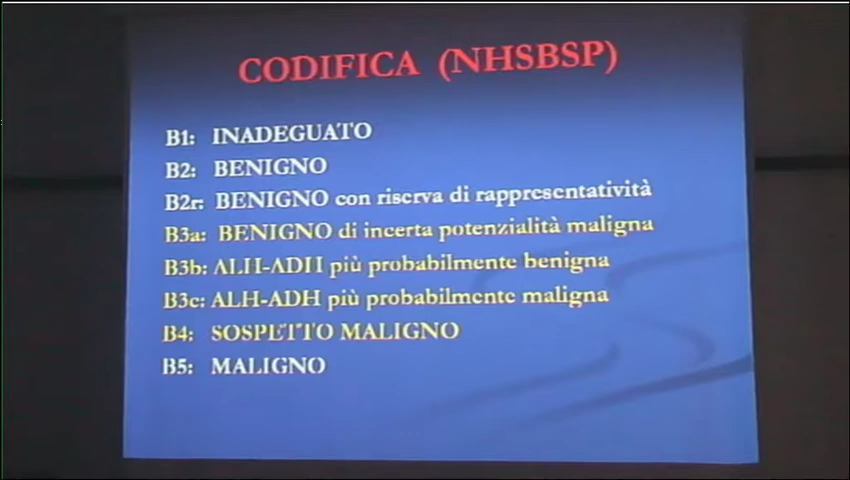 CODIFICA (NHSBSP)
B1: INADEGUATO
B2: BENIGNO
B2r: BENIGNO con riserva di rappresentatività
B3a: BENIGNO di incerta potenzialità maligna
B3b: ALH-ADH più probabilmente benigna
B3c: ALH-ADH più probabilmente maligna
B4: SOSPETTO MALIGNO
B5: MALIGNO